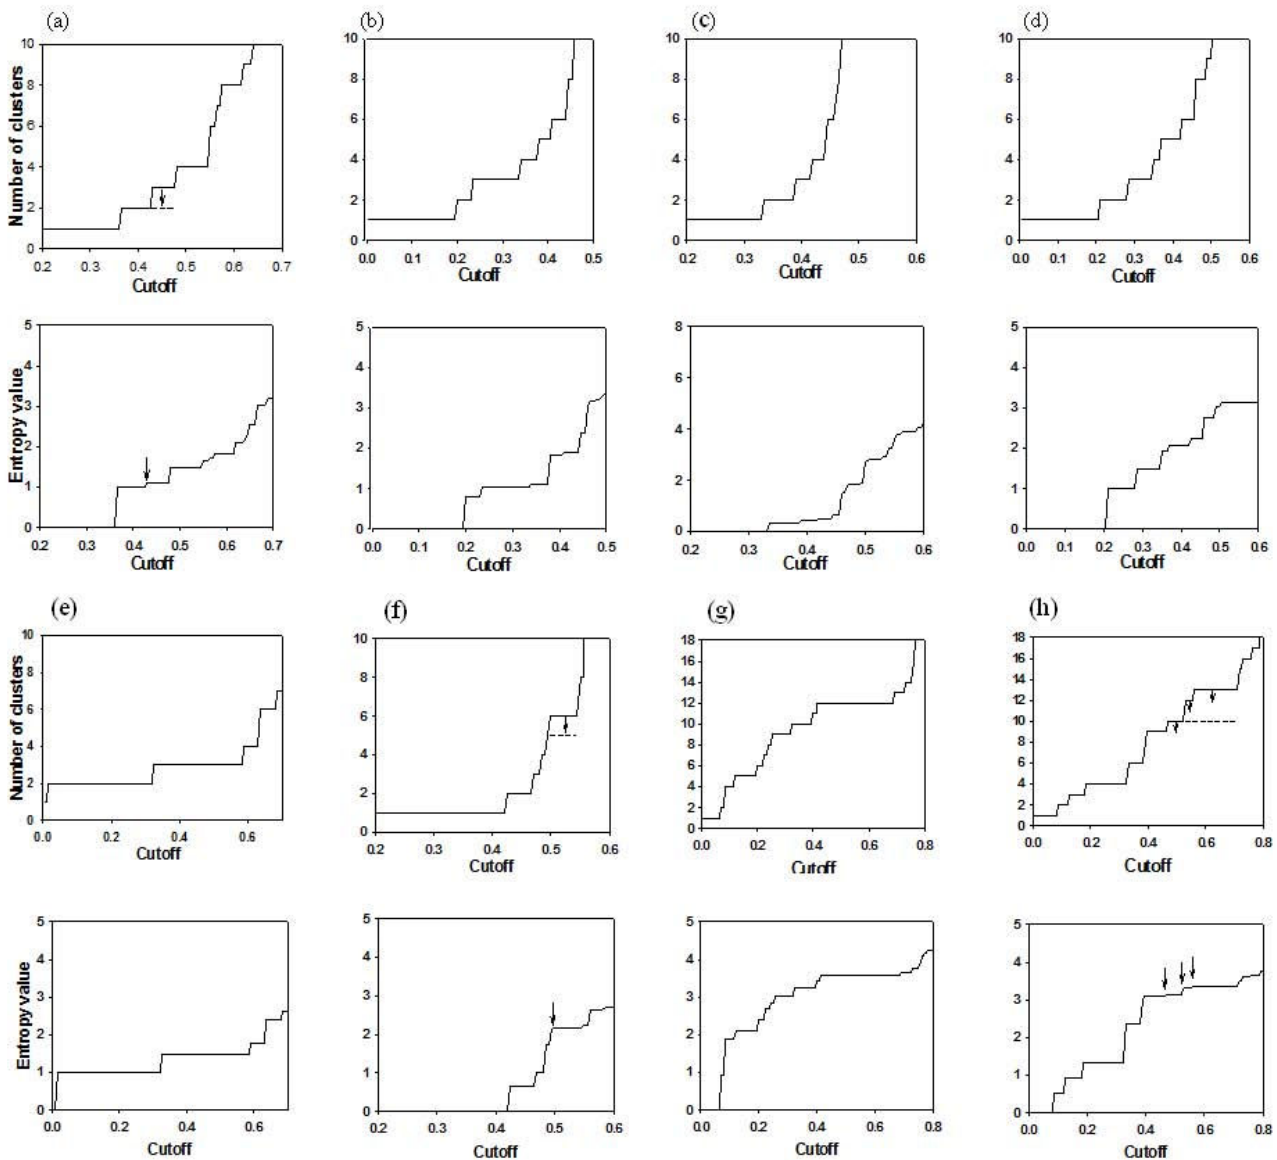 (a) (b) (c) (d)
Number of clusters
10 8 6 4 2 0
0.2 0.3 0.4 0.5 0.6 0.7
Cutoff
10 8 6 4 2 0
0.0 0.1 0.2 0.3 0.4 0.5
Cutoff
10 8 6 4 2 0
0.2 0.3 0.4 0.5 0.6
Cutoff
10 8 6 4 2 0
0.0 0.1 0.2 0.3 0.4 0.5 0.6
Cutoff
Entropy value
5 4 3 2 1 0
0.2 0.3 0.4 0.5 0.6 0.7
Cutoff
5 4 3 2 1 0
0.0 0.1 0.2 0.3 0.4 0.5
Cutoff
8 6 4 2 0
0.2 0.3 0.4 0.5 0.6
Cutoff
5 4 3 2 1 0
0.0 0.1 0.2 0.3 0.4 0.5 0.6
Cutoff
(e) (f) (g) (h)
Number of clusters
10 8 6 4 2 0
0.0 0.2 0.4 0.6
Cutoff
10 8 6 4 2 0
0.2 0.3 0.4 0.5 0.6
Cutoff
18 16 14 12 10 8 6 4 2 0
0.0 0.2 0.4 0.6 0.8
Cutoff
18 16 14 12 10 8 6 4 2 0
0.0 0.2 0.4 0.6 0.8
Cutoff
Entropy value
5 4 3 2 1 0
0.0 0.2 0.4 0.6
Cutoff
5 4 3 2 1 0
0.2 0.3 0.4 0.5 0.6
Cutoff
5 4 3 2 1 0
0.0 0.2 0.4 0.6 0.8
Cutoff
5 4 3 2 1 0
0.0 0.2 0.4 0.6 0.8
Cutoff